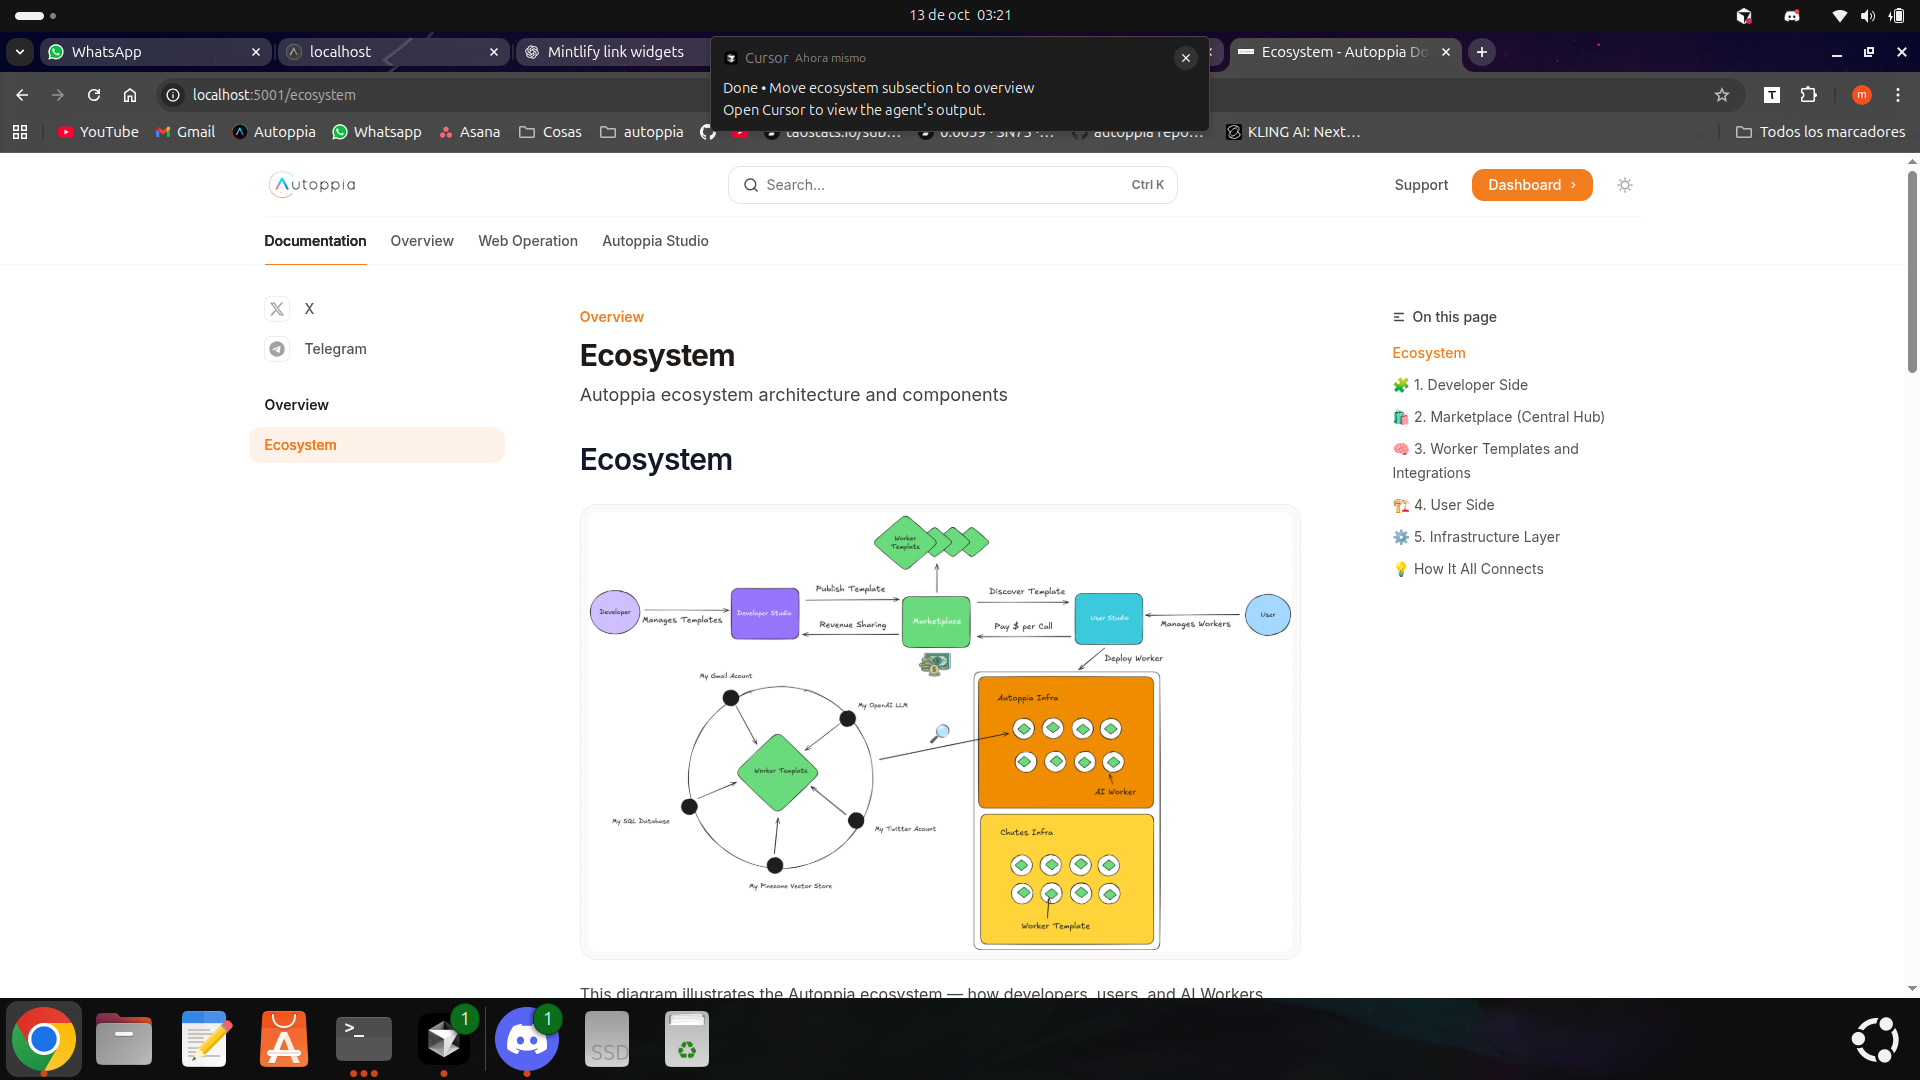 13 de oct 03:21
WhatsApp
localhost
Mintlify link widgets
Ecosystem - Autoppia Do
Cursor Ahora mismo
Done • Move ecosystem subsection to overview
Open Cursor to view the agent's output.
localhost:5001/ecosystem
T
m
YouTube
Gmail
Autoppia
Whatsapp
Asana
Cosas
autoppia
taostats.io/sub...
0.0059 · SN73 ·...
autoppia repo...
KLING AI: Next...
Todos los marcadores
Autoppia
Search...
Ctrl K
Support
Dashboard
Documentation
Overview
Web Operation
Autoppia Studio
X
Telegram
Overview
Ecosystem
Overview
Ecosystem
Autoppia ecosystem architecture and components
Ecosystem
Worker
Template
Developer
Manages Templates
Developer Studio
Publish Template
Revenue Sharing
Marketplace
Discover Template
Pay $ per Call
User Studio
Manages Workers
User
Deploy Worker
My Gmail Acount
My OpenAI LLM
Worker Template
My SQL Database
My Twitter Acount
My Pinecone Vector Store
Autoppia Infra
AI Worker
Chutes Infra
Worker Template
This diagram illustrates the Autoppia ecosystem — how developers, users, and AI Workers
On this page
Ecosystem
🧩 1. Developer Side
🛍️ 2. Marketplace (Central Hub)
🧠 3. Worker Templates and
Integrations
🏗️ 4. User Side
⚙️ 5. Infrastructure Layer
💡 How It All Connects
>_
1
1
SSD